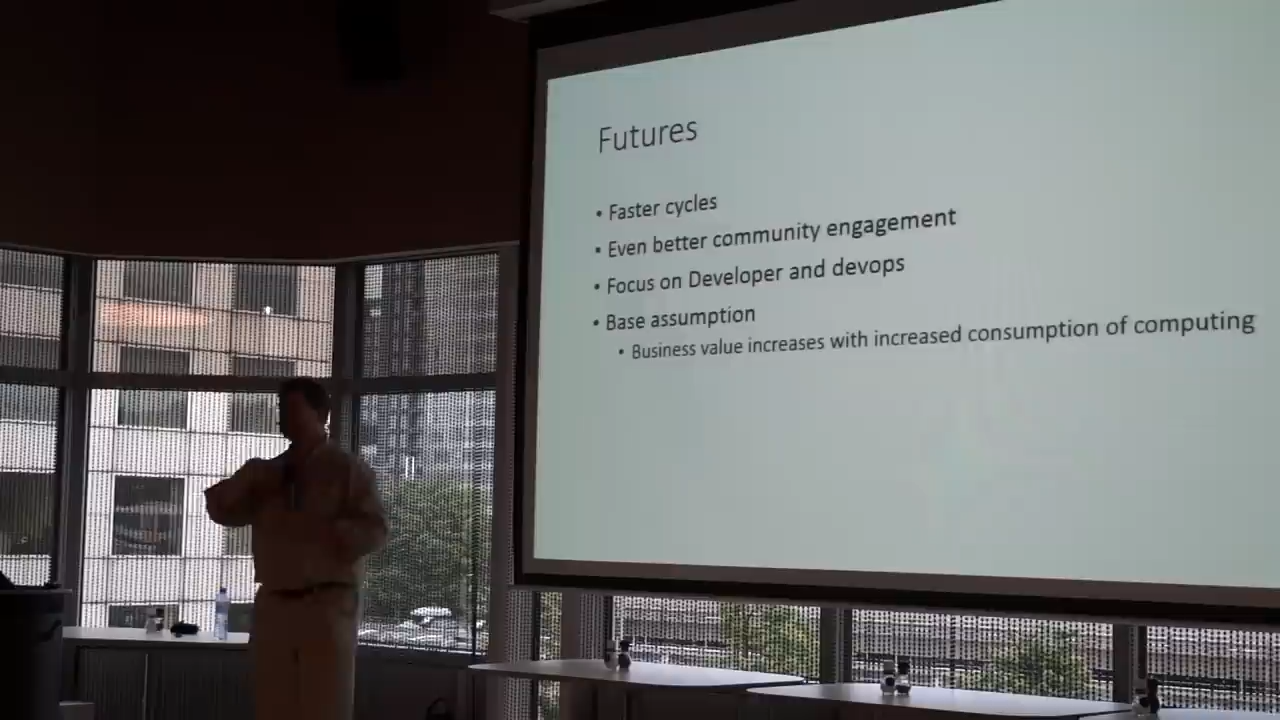 Futures
• Faster cycles
• Even better community engagement
• Focus on Developer and devops
• Base assumption
• Business value increases with increased consumption of computing